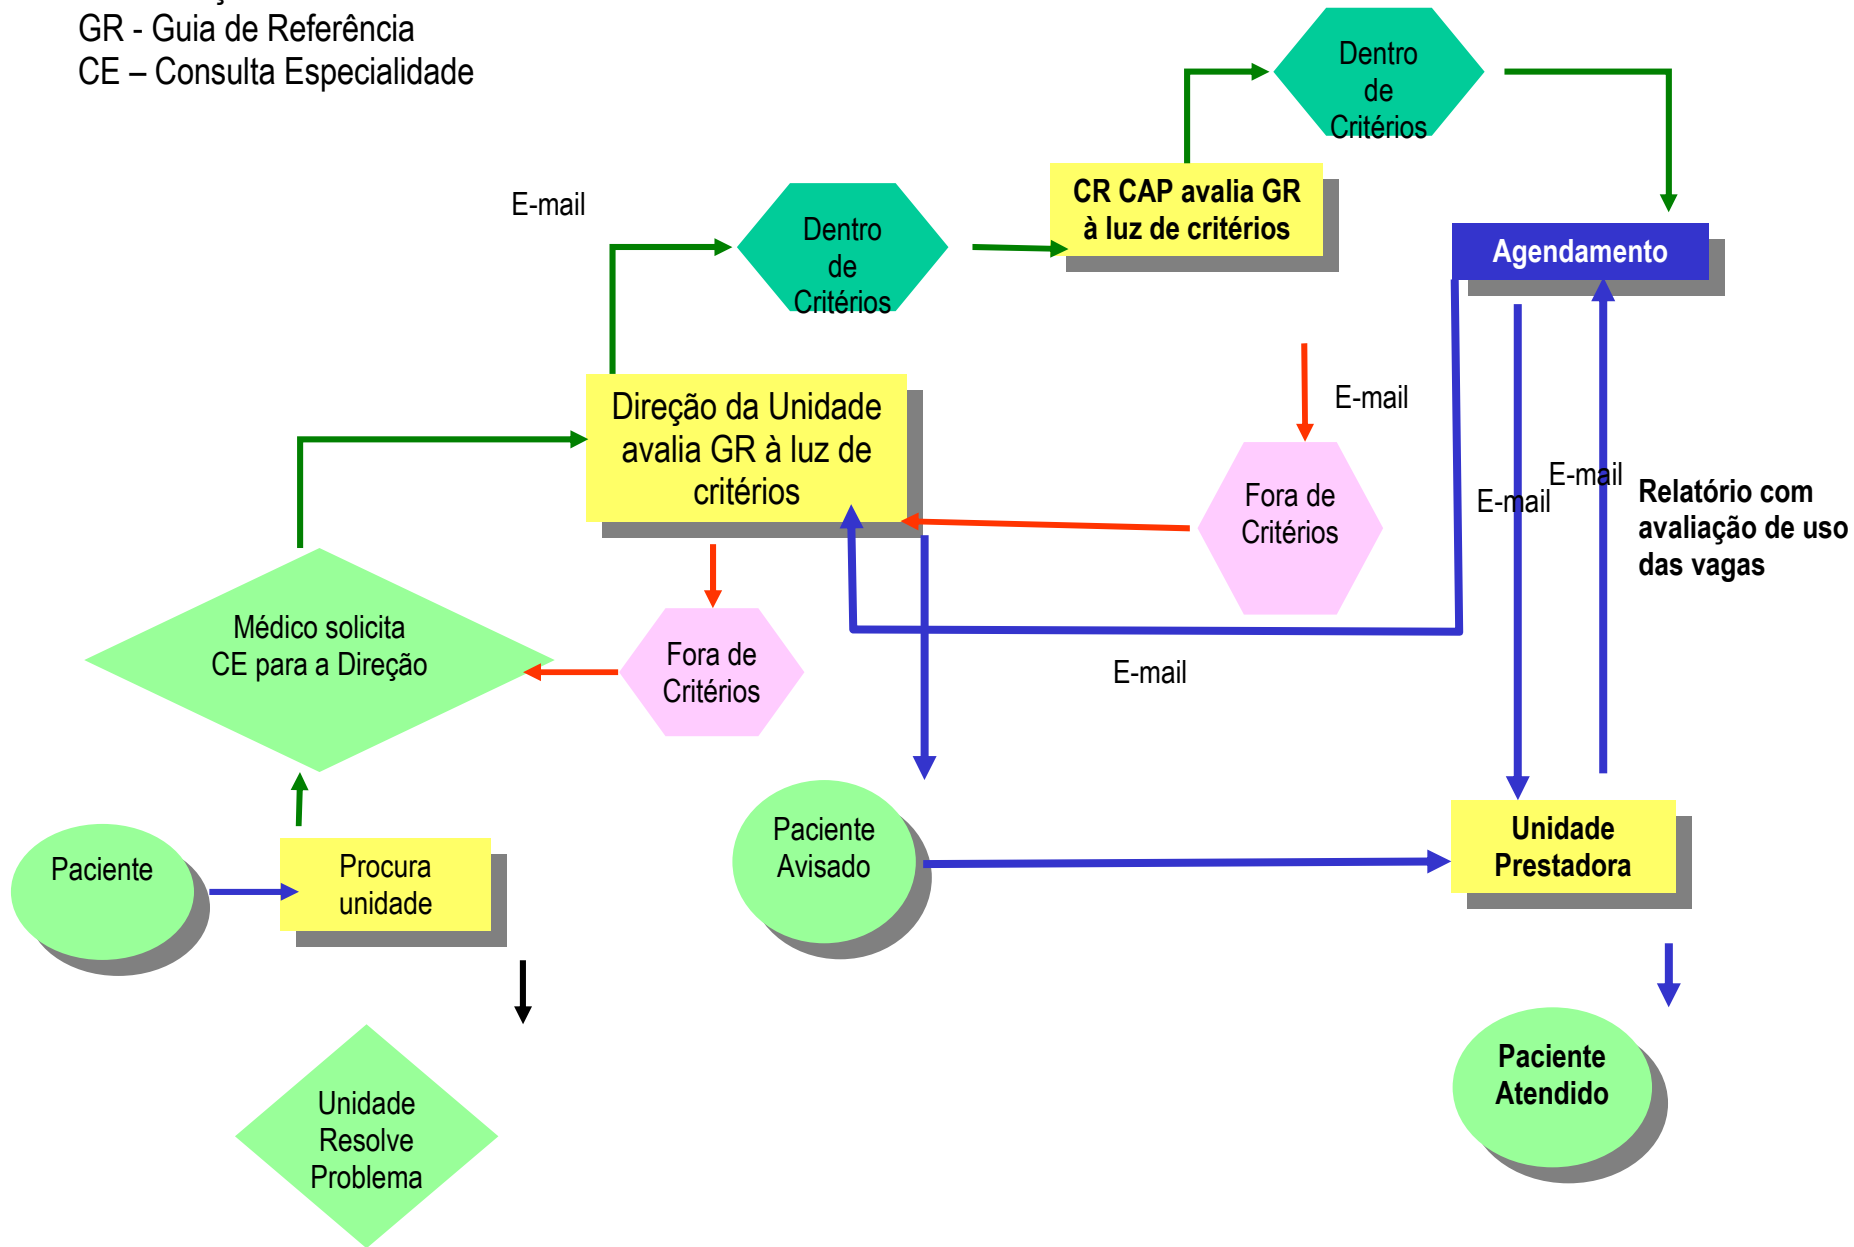 GR - Guia de Referência
CE – Consulta Especialidade
Dentro
de
Critérios
E-mail
Dentro
de
Critérios
CR CAP avalia GR
à luz de critérios
Agendamento
Direção da Unidade
avalia GR à luz de
critérios
E-mail
Fora de
Critérios
E-mail
E-mail
Relatório com
avaliação de uso
das vagas
Médico solicita
CE para a Direção
Fora de
Critérios
E-mail
Paciente
Procura
unidade
Paciente
Avisado
Unidade
Prestadora
Unidade
Resolve
Problema
Paciente
Atendido